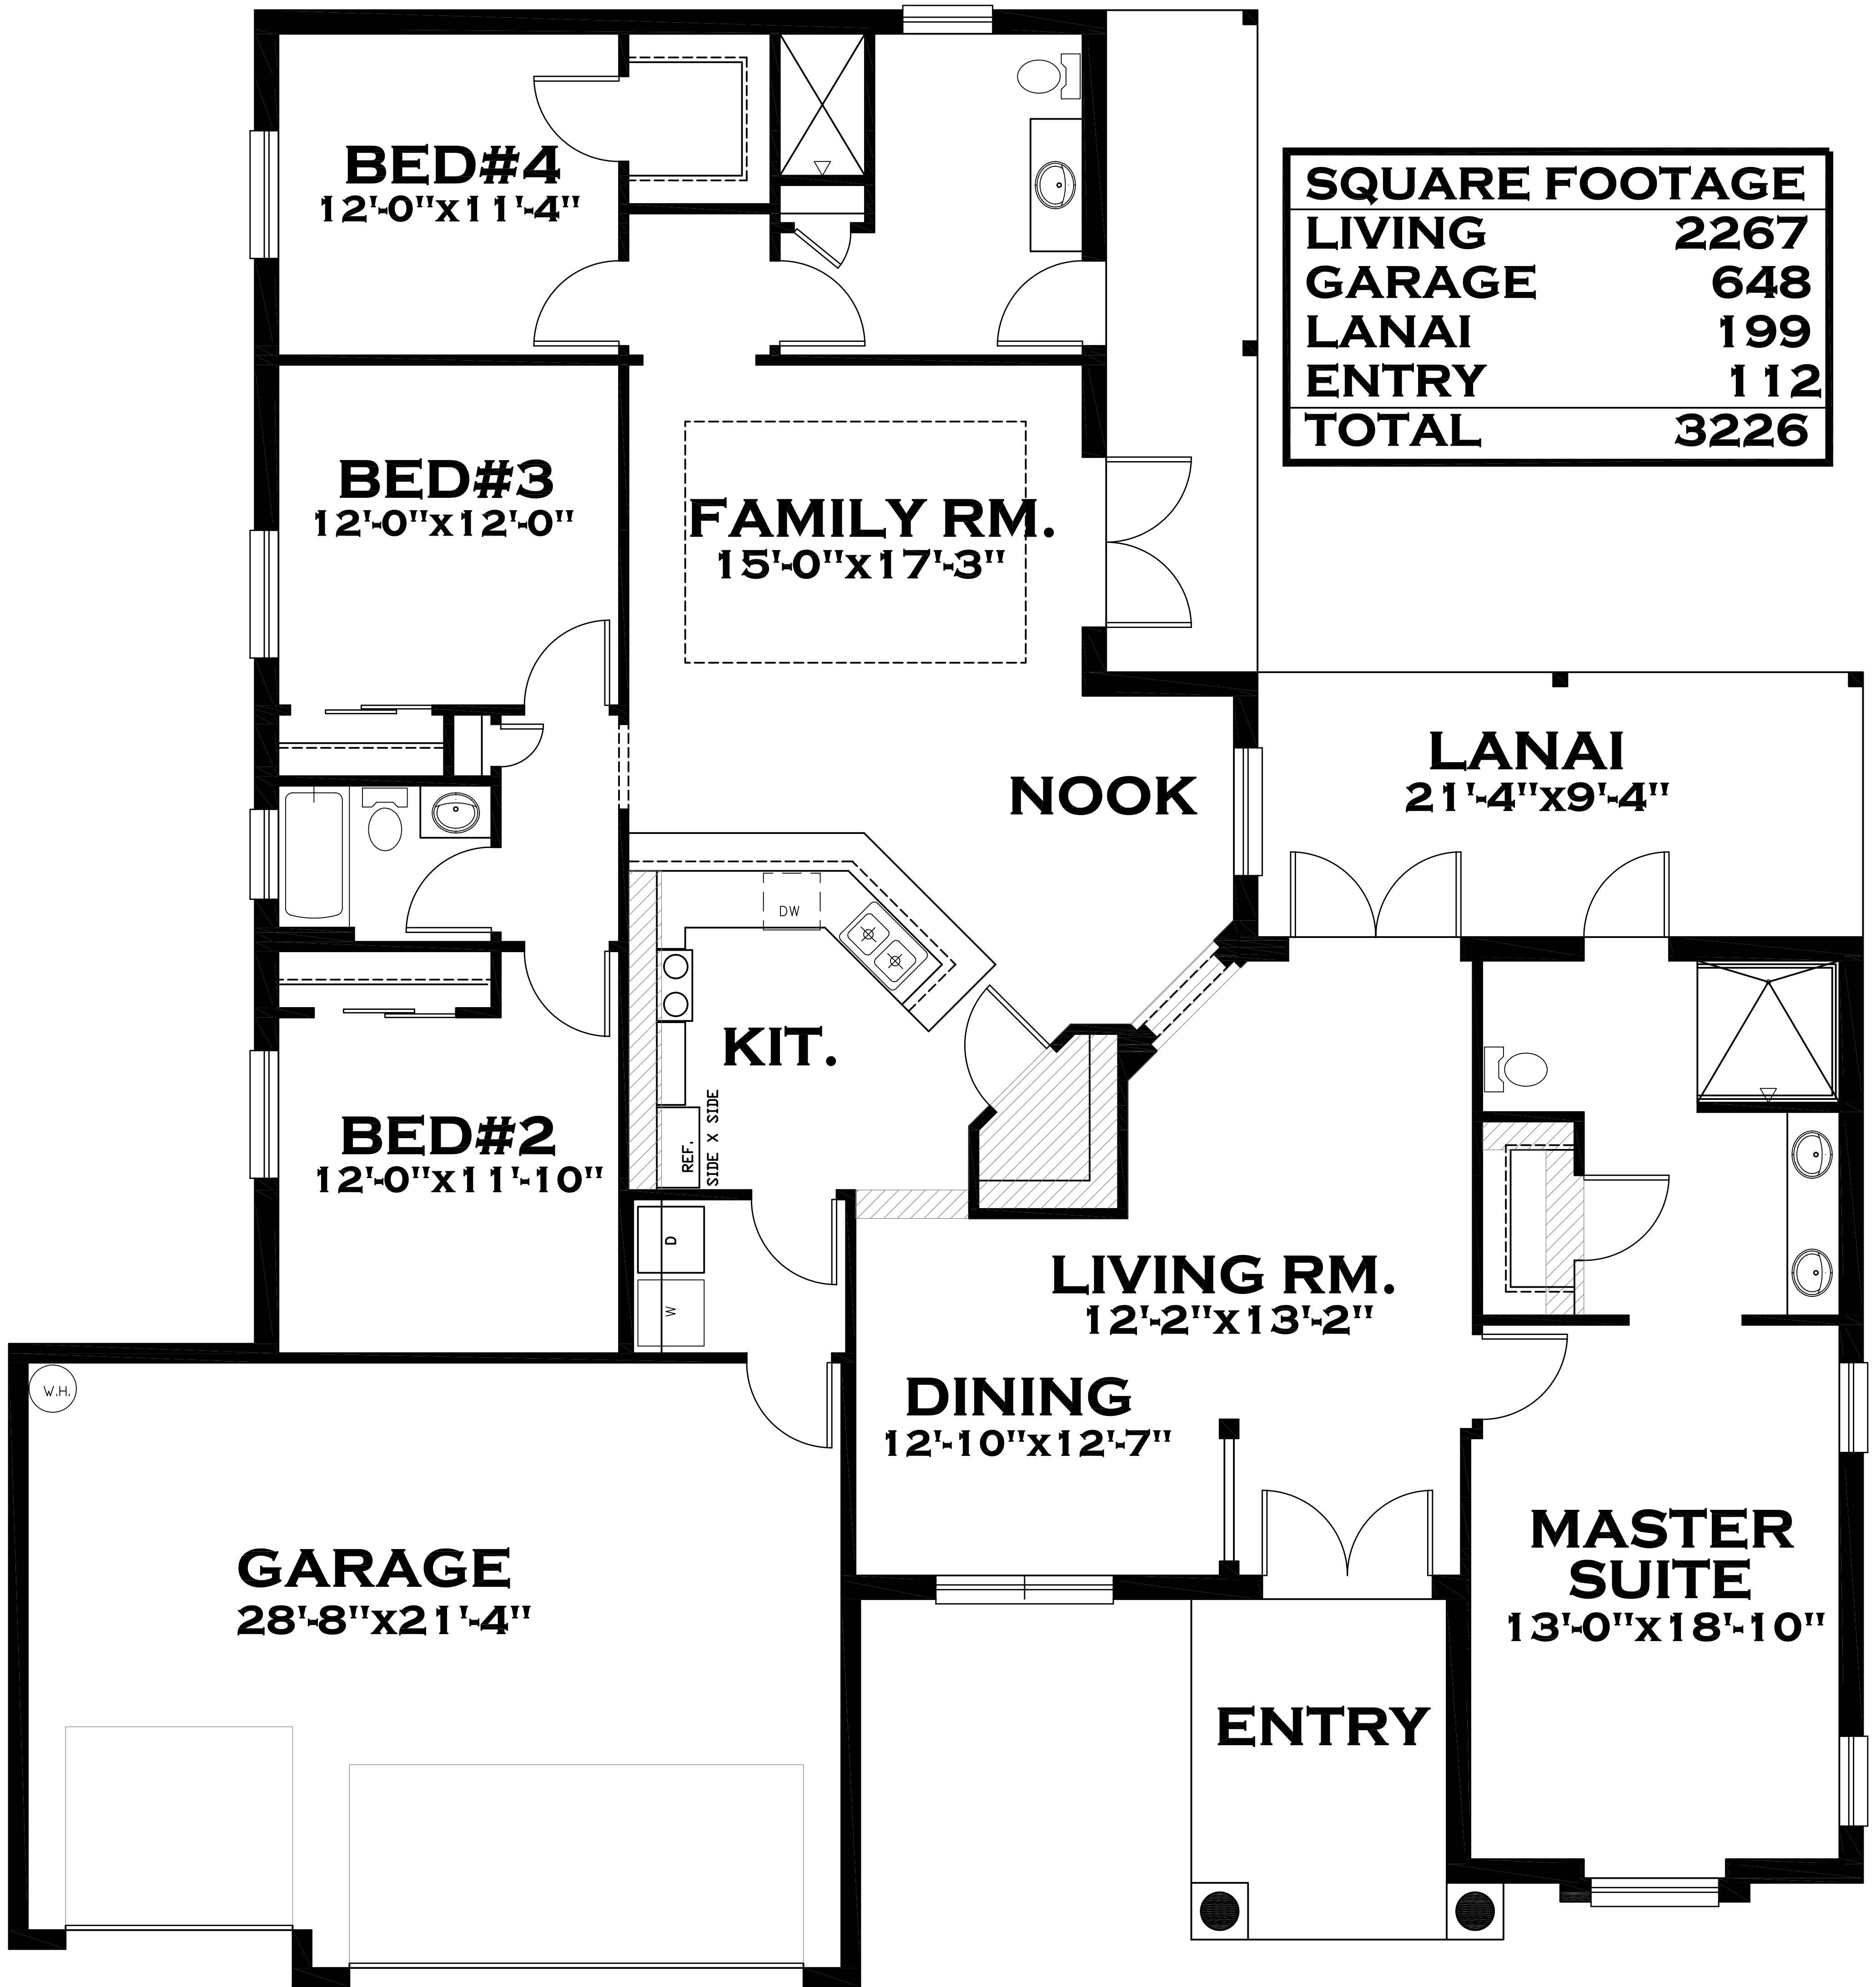 BED#4
12'-0"x11'-4"
SQUARE FOOTAGE
LIVING 2267
GARAGE 648
LANAI 199
ENTRY 112
TOTAL 3226
BED#3
12'-0"x12'-0"
FAMILY RM.
15'-0"x17'-3"
NOOK
LANAI
21'-4"x9'-4"
DW
KIT.
REF.
SIDE X SIDE
BED#2
12'-0"x11'-10"
D
W
LIVING RM.
12'-2"x13'-2"
DINING
12'-10"x12'-7"
W.H.
GARAGE
28'-8"x21'-4"
MASTER
SUITE
13'-0"x18'-10"
ENTRY